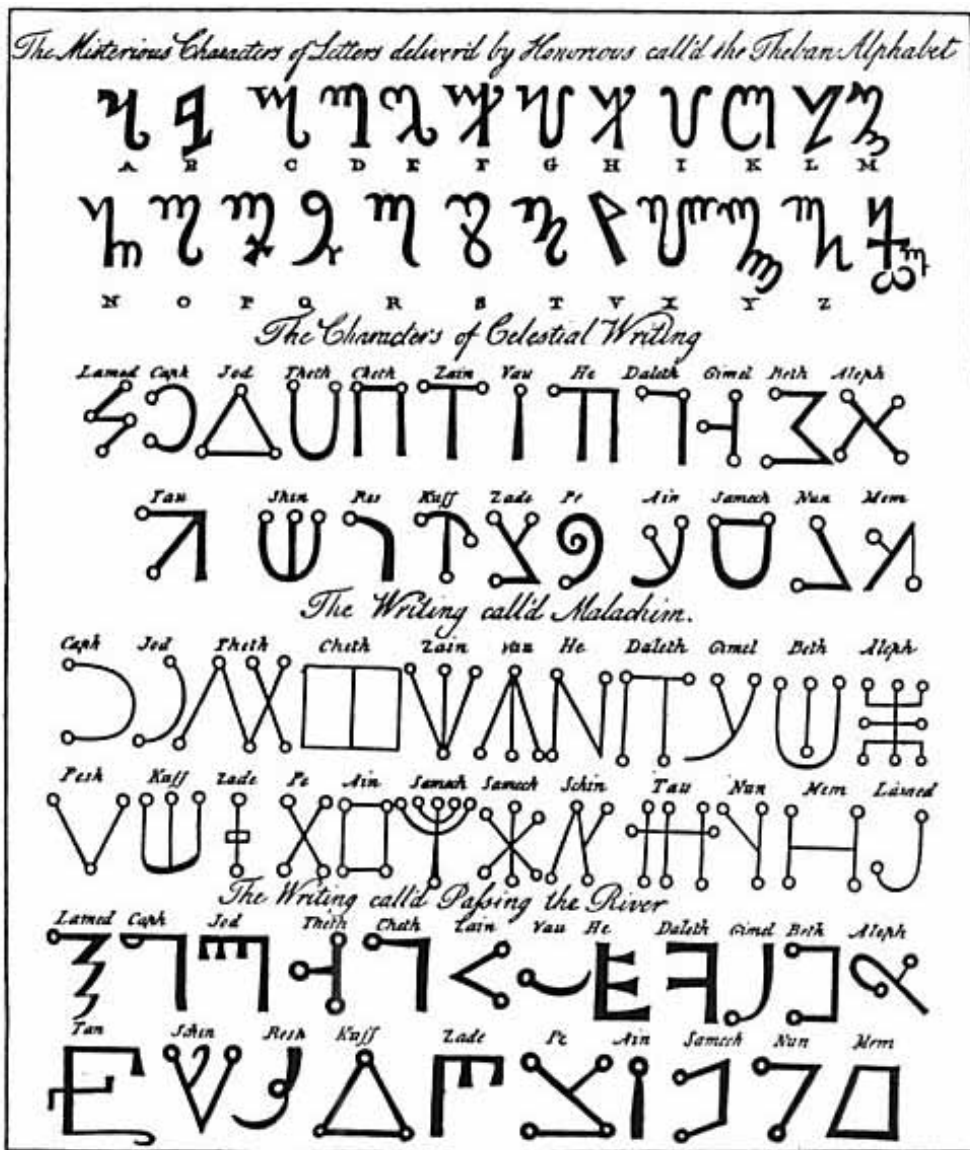 The Misterious Characters of Letters deliver'd by Honorious call'd the Theban Alphabet
A B C D E F G H I K L M
N O P Q R S T V X Y Z
The Characters of Celestial Writing
Lamed Caph Jod Theth Cheth Zain Vau He Daleth Gimel Beth Aleph
Tau Shin Res Kuff Zade Pe Ain Samech Nun Mem
The Writing call'd Malachim.
Caph Jod Theth Cheth Zain Vau He Daleth Gimel Beth Aleph
Pesh Kuff Zade Pe Ain Samech Samech Schin Tau Nun Mem Lamed
The Writing call'd Passing the River
Lamed Caph Jod Theth Cheth Zain Vau He Daleth Gimel Beth Aleph
Tau Schin Resh Kuff Zade Pe Ain Samech Nun Mem